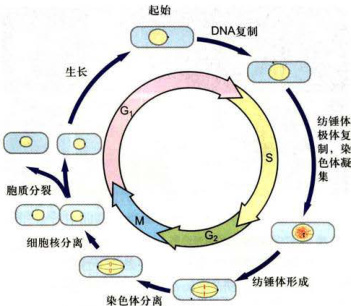 起始
DNA复制
生长
G₁
纺锤体
极体复
制，染
色体凝
集
S
胞质分裂
M
G₂
细胞核分离
纺锤体形成
染色体分离